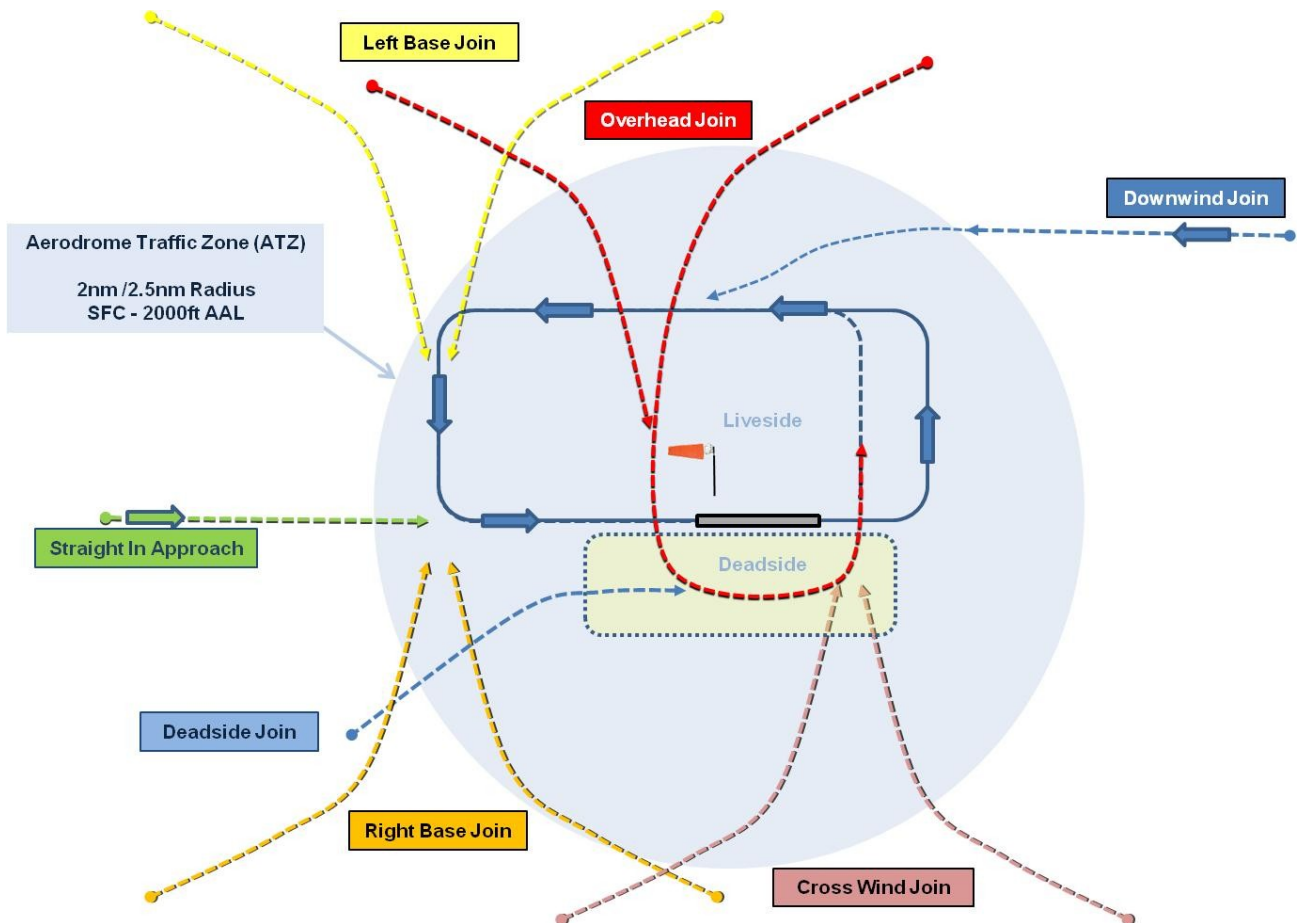 Left Base Join
Overhead Join
Downwind Join
Aerodrome Traffic Zone (ATZ)
2nm /2.5nm Radius
SFC - 2000ft AAL
Liveside
Straight In Approach
Deadside
Deadside Join
Right Base Join
Cross Wind Join